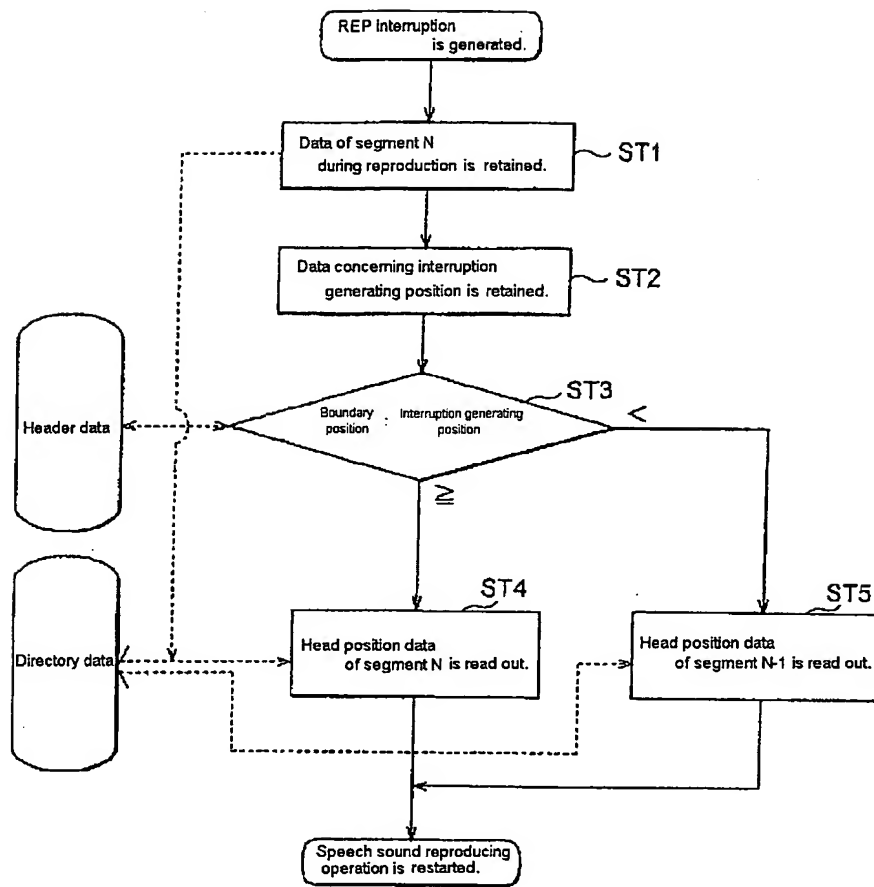 REP Interruption
is generated.
Data of segment N
during reproduction is retained.
ST1
Data concerning interruption
generating position is retained.
ST2
ST3
Boundary
position
:
Interruption generating
position
<
≧
Header data
Directory data
ST4
Head position data
of segment N is read out.
ST5
Head position data
of segment N-1 is read out.
Speech sound reproducing
operation is restarted.